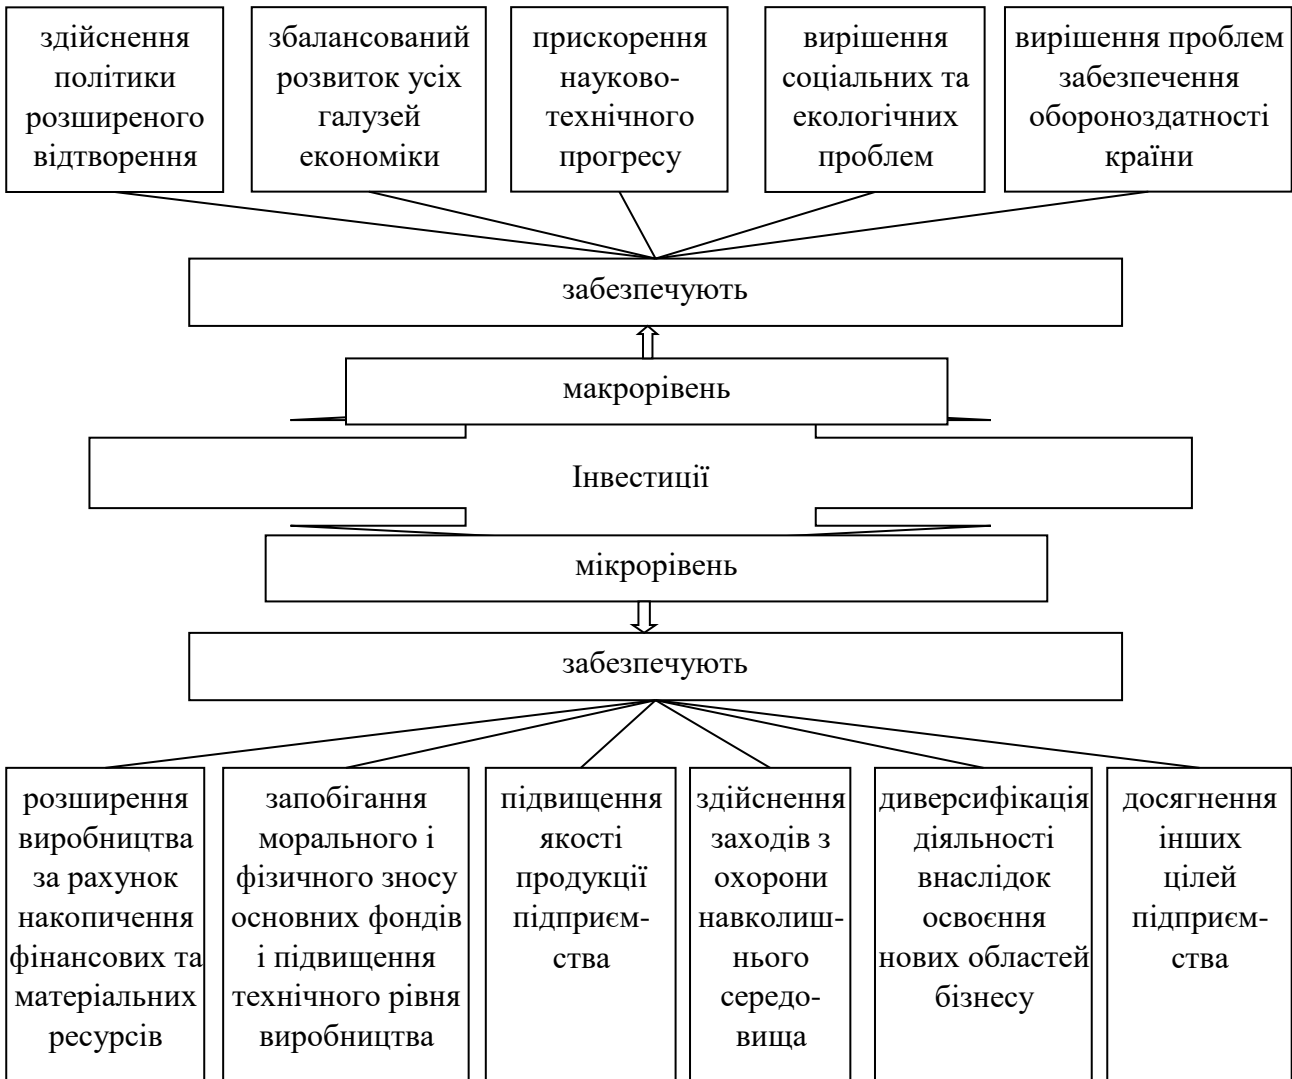 здійснення
політики
розширеного
відтворення
збалансований
розвиток усіх
галузей
економіки
прискорення
науково-
технічного
прогресу
вирішення
соціальних та
екологічних
проблем
вирішення проблем
забезпечення
обороноздатності
країни
забезпечують
макрорівень
Інвестиції
мікрорівень
забезпечують
розширення
виробництва
за рахунок
накопичення
фінансових та
матеріальних
ресурсів
запобігання
морального і
фізичного зносу
основних фондів
і підвищення
технічного рівня
виробництва
підвищення
якості
продукції
підприєм-
ства
здійснення
заходів з
охорони
навколиш-
нього
середо-
вища
диверсифікація
діяльності
внаслідок
освоєння
нових областей
бізнесу
досягнення
інших
цілей
підприєм-
ства